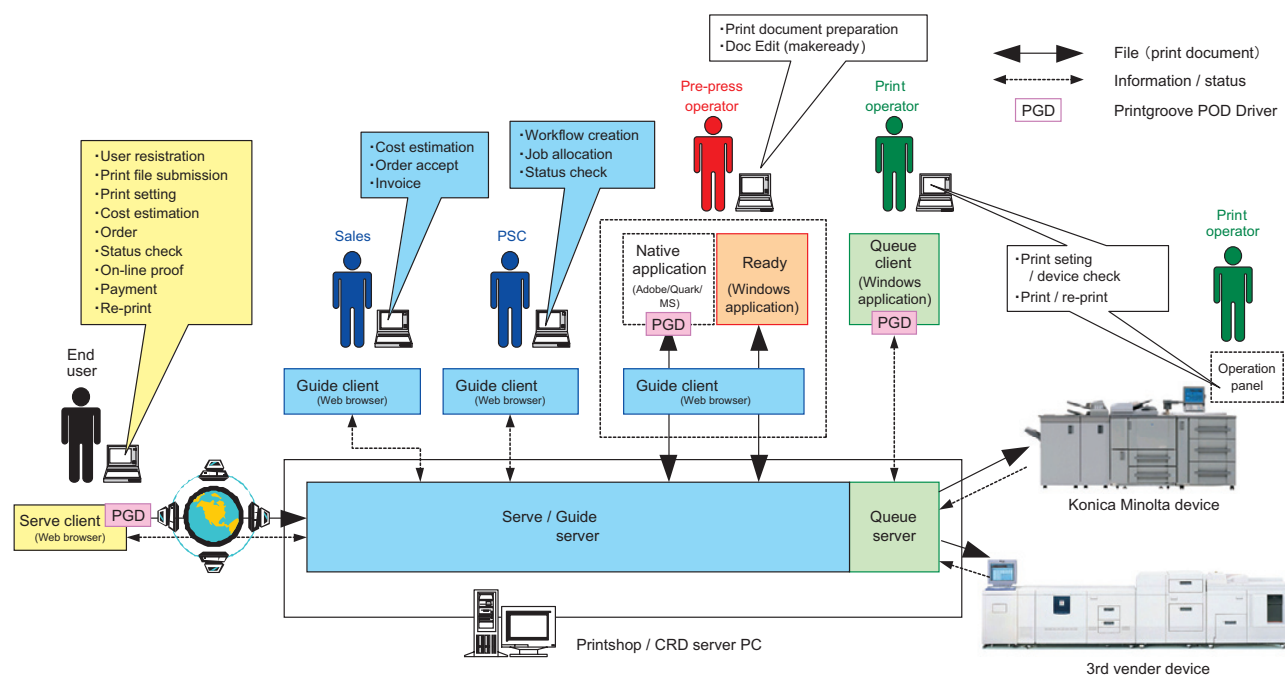 ・Print document preparation
・Doc Edit (makeready)
File (print document)
Information / status
PGD
Printgroove POD Driver
Pre-press
operator
Print
operator
・User resistration
・Print file submission
・Print setting
・Cost estimation
・Order
・Status check
・On-line proof
・Payment
・Re-print
・Cost estimation
・Order accept
・Invoice
・Workflow creation
・Job allocation
・Status check
Sales
PSC
Print
operator
Native
application
(Adobe/Quark/
MS)
PGD
Ready
(Windows
application)
Queue
client
(Windows
application)
PGD
・Print seting
/ device check
・Print / re-print
End
user
Guide client
(Web browser)
Guide client
(Web browser)
Guide client
(Web browser)
Operation
panel
Konica Minolta device
Serve client
(Web browser)
PGD
Serve / Guide
server
Queue
server
Printshop / CRD server PC
3rd vender device